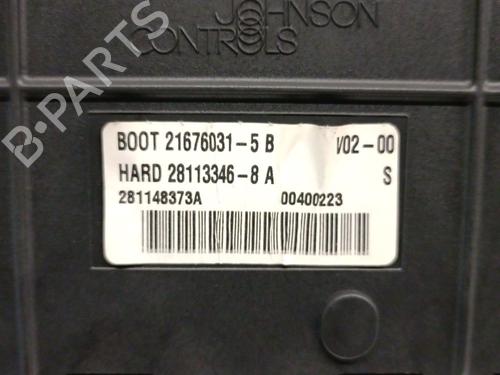 JOHNSON
CONTROLS
BOOT 21676031-5 B V02-00
HARD 28113346-8 A S
281148373A 00400223
B-PARTS